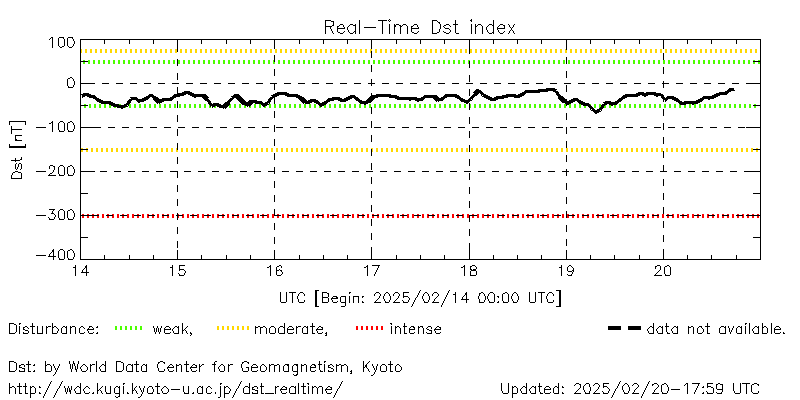 Real-Time Dst index
100
0
-100
-200
-300
-400
Dst [nT]
14 15 16 17 18 19 20
UTC [Begin: 2025/02/14 00:00 UTC]
Disturbance: weak, moderate, intense data not available.
Dst: by World Data Center for Geomagnetism, Kyoto
http://wdc.kugi.kyoto-u.ac.jp/dst_realtime/ Updated: 2025/02/20-17:59 UTC